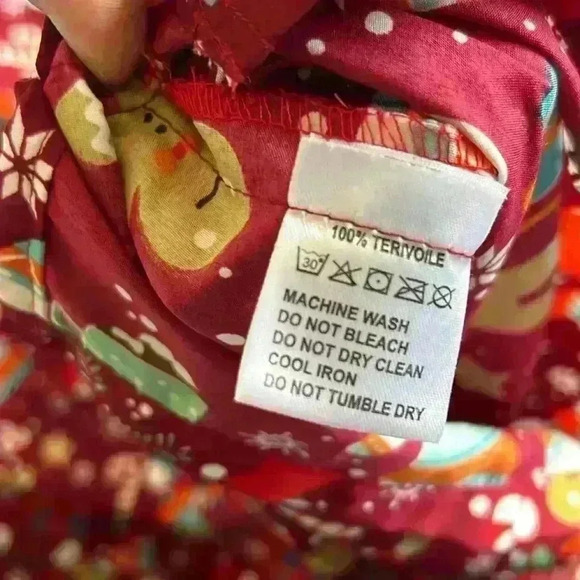 100% TERIVOILE
30°
MACHINE WASH
DO NOT BLEACH
DO NOT DRY CLEAN
COOL IRON
DO NOT TUMBLE DRY